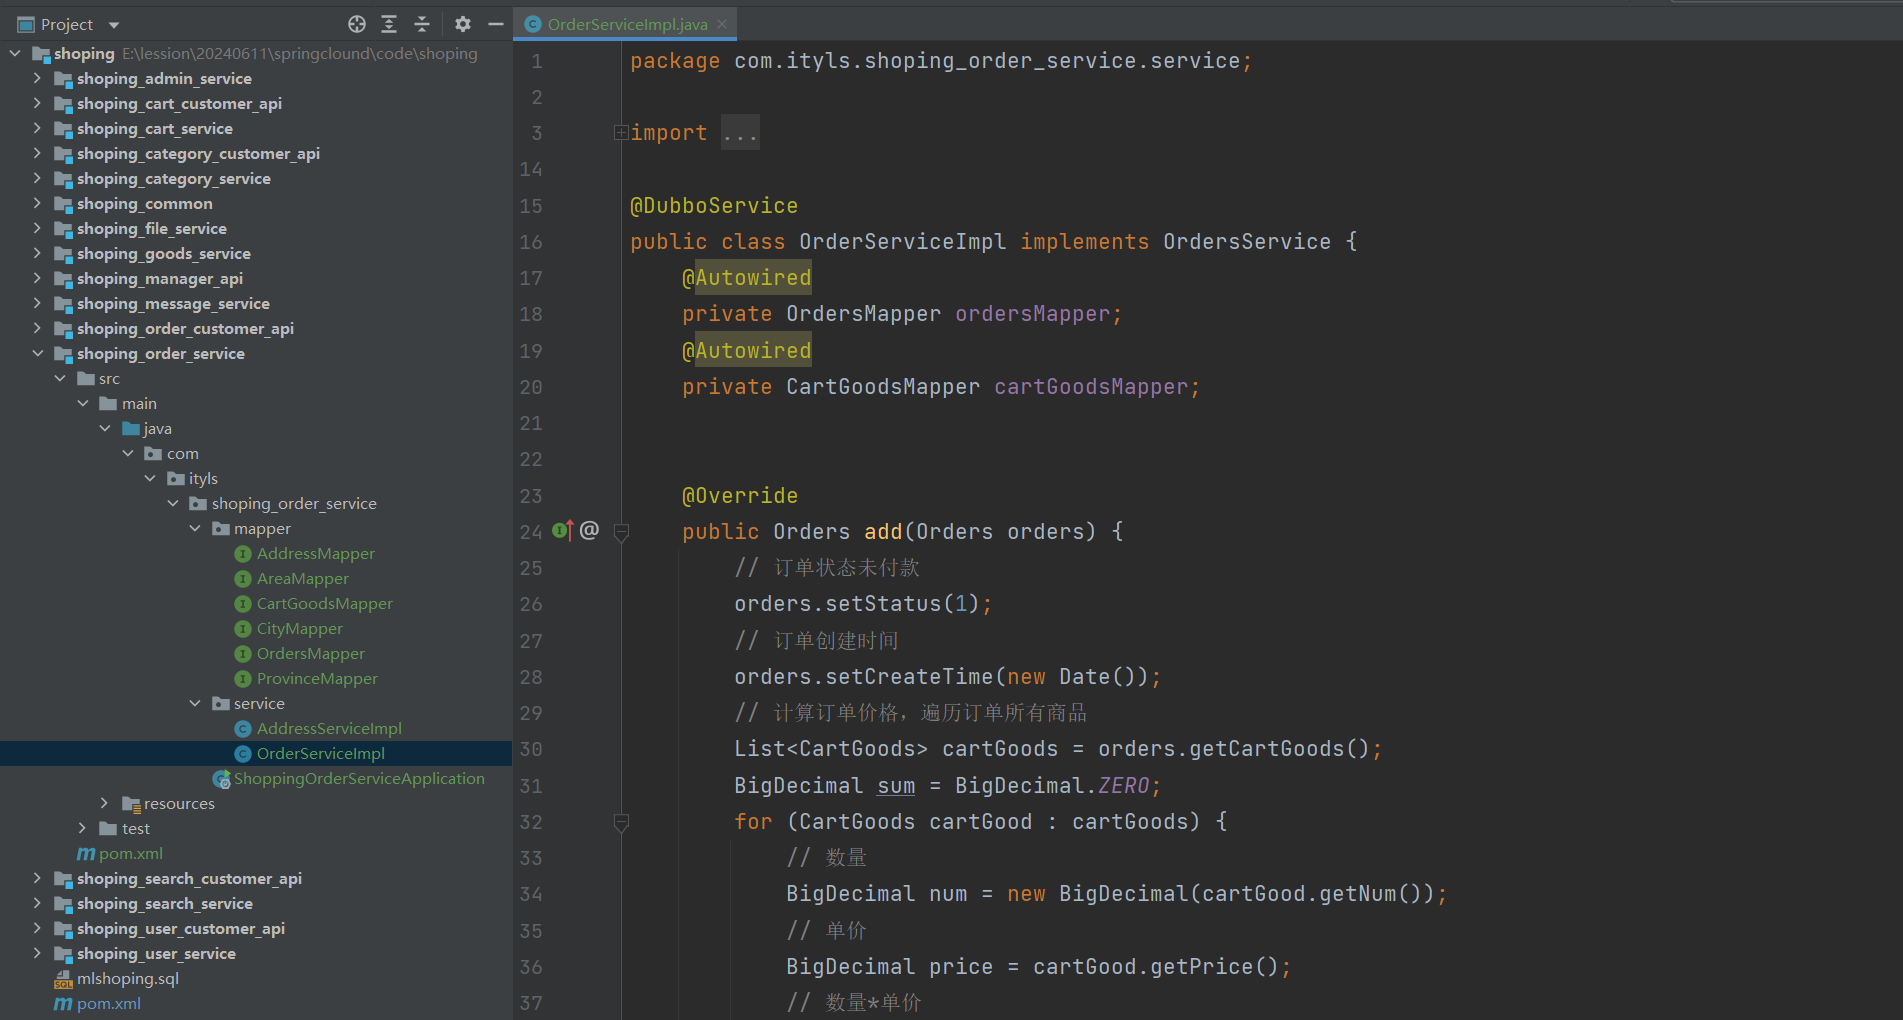 Project
shoping E:\lession\20240611\springclound\code\shoping
shoping_admin_service
shoping_cart_customer_api
shoping_cart_service
shoping_category_customer_api
shoping_category_service
shoping_common
shoping_file_service
shoping_goods_service
shoping_manager_api
shoping_message_service
shoping_order_customer_api
shoping_order_service
src
main
java
com
ityls
shoping_order_service
mapper
AddressMapper
AreaMapper
CartGoodsMapper
CityMapper
OrdersMapper
ProvinceMapper
service
AddressServiceImpl
OrderServiceImpl
ShoppingOrderServiceApplication
resources
test
pom.xml
shoping_search_customer_api
shoping_search_service
shoping_user_customer_api
shoping_user_service
mlshoping.sql
pom.xml
OrderServiceImpl.java
1 package com.ityls.shoping_order_service.service;
2
3 import ...
14
15 @DubboService
16 public class OrderServiceImpl implements OrdersService {
17 @Autowired
18 private OrdersMapper ordersMapper;
19 @Autowired
20 private CartGoodsMapper cartGoodsMapper;
21
22
23 @Override
24 public Orders add(Orders orders) {
25 // 订单状态未付款
26 orders.setStatus(1);
27 // 订单创建时间
28 orders.setCreateTime(new Date());
29 // 计算订单价格，遍历订单所有商品
30 List<CartGoods> cartGoods = orders.getCartGoods();
31 BigDecimal sum = BigDecimal.ZERO;
32 for (CartGoods cartGood : cartGoods) {
33 // 数量
34 BigDecimal num = new BigDecimal(cartGood.getNum());
35 // 单价
36 BigDecimal price = cartGood.getPrice();
37 // 数量*单价